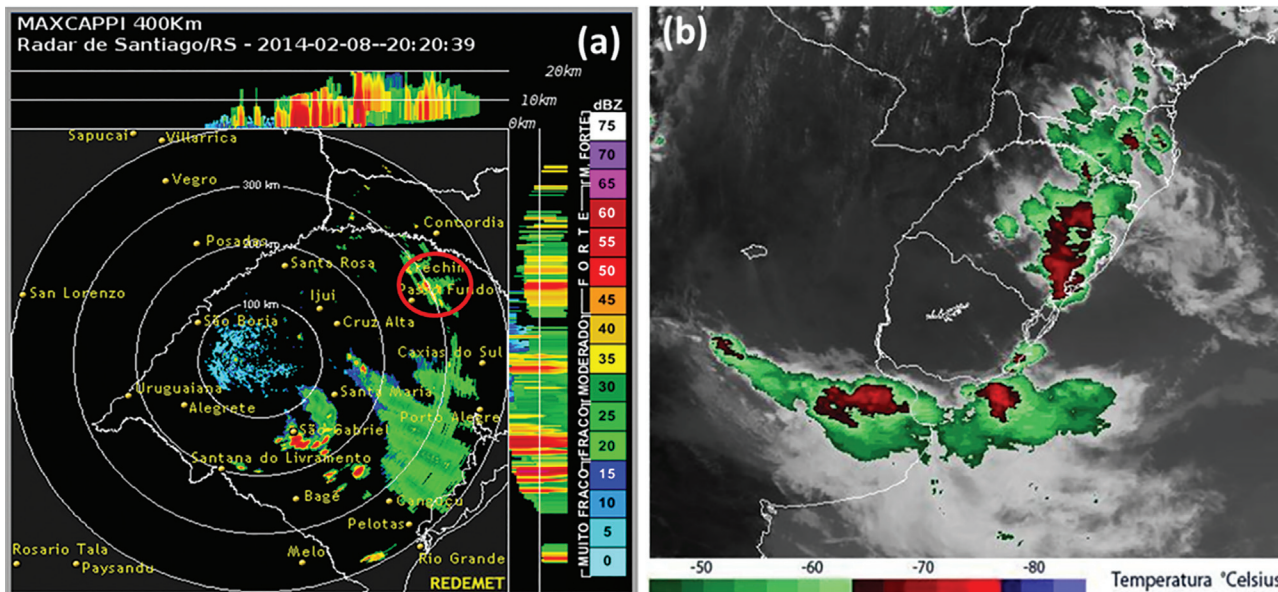 MAXCAPPI 400Km
Radar de Santiago/RS - 2014-02-08--20:20:39
(a)
20km
10km
0km
dBZ
75
70
65
60
55
50
45
40
35
30
25
20
15
10
5
0
MUITO FRACO
FRACO
MODERADO
FORTE
M. FORTE
Sapucai
Villarrica
Vegro
300 km
Concordia
Posadas
200 km
Santa Rosa
Erechim
San Lorenzo
Ijui
Passo Fundo
100 km
São Borja
Cruz Alta
Caxias do Sul
Uruguaiana
Santa Maria
Alegrete
Porto Alegre
São Gabriel
Santana do Livramento
Bagé
Canguçu
Pelotas
Rosario Tala
Melo
Rio Grande
Paysandu
REDEMET
(b)
-50
-60
-70
-80
Temperatura °Celsius